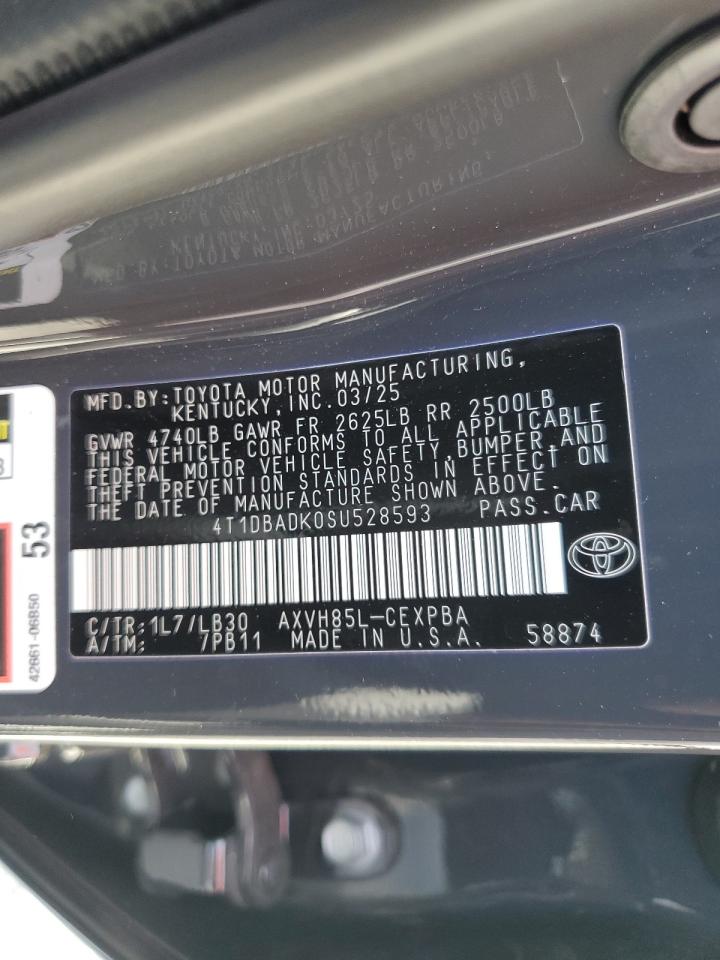 MFD.BY:TOYOTA MOTOR MANUFACTURING,
KENTUCKY,INC.03/25
GVWR 4740LB GAWR FR 2625LB RR 2500LB
THIS VEHICLE CONFORMS TO ALL APPLICABLE
FEDERAL MOTOR VEHICLE SAFETY,BUMPER,AND
THEFT PREVENTION STANDARDS IN EFFECT ON
THE DATE OF MANUFACTURE SHOWN ABOVE.
4T1DBADK0SU528593 PASS.CAR
C/TR:1L7/LB30 AXVH85L-CEXPBA
A/TM: 7PB11 MADE IN U.S.A. 58874
53
42661-06B50